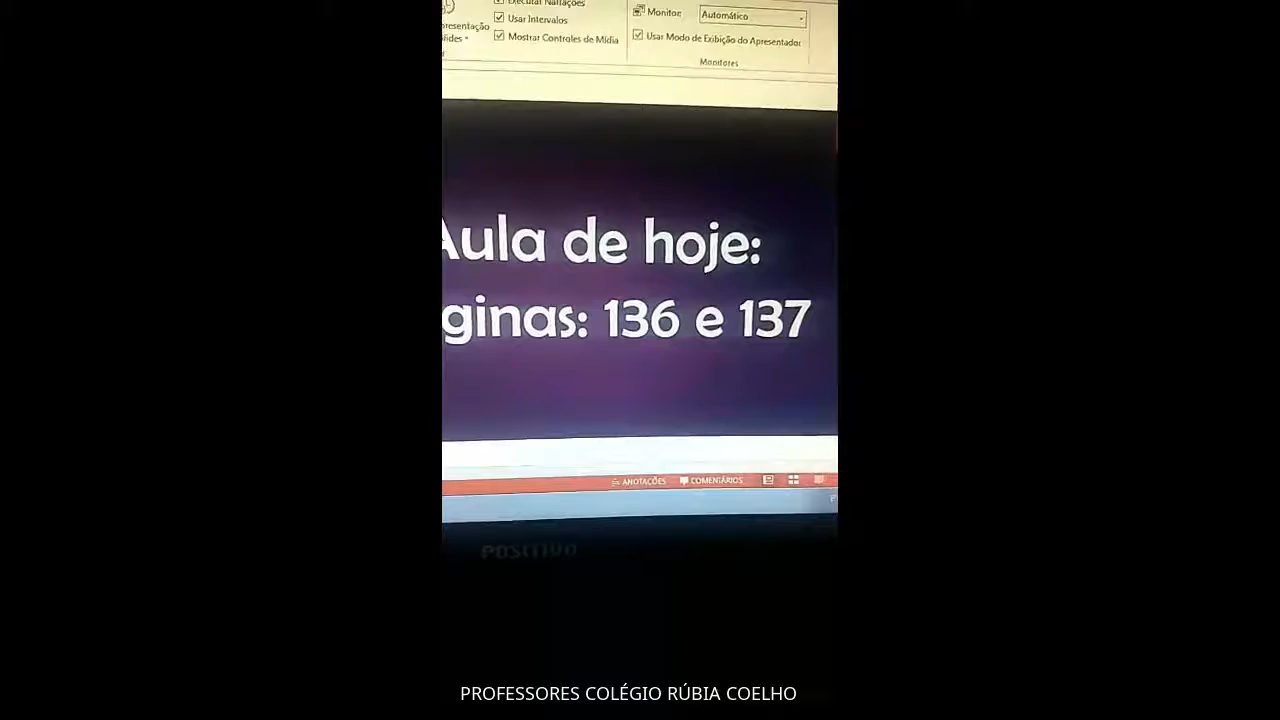 Executar Narrações
Usar Intervalos
Mostrar Controles de Mídia
Monitor:
Automático
Usar Modo de Exibição do Apresentador
Monitores
Aula de hoje:
ginas: 136 e 137
ANOTAÇÕES
COMENTÁRIOS
POSITIVO
PROFESSORES COLÉGIO RÚBIA COELHO